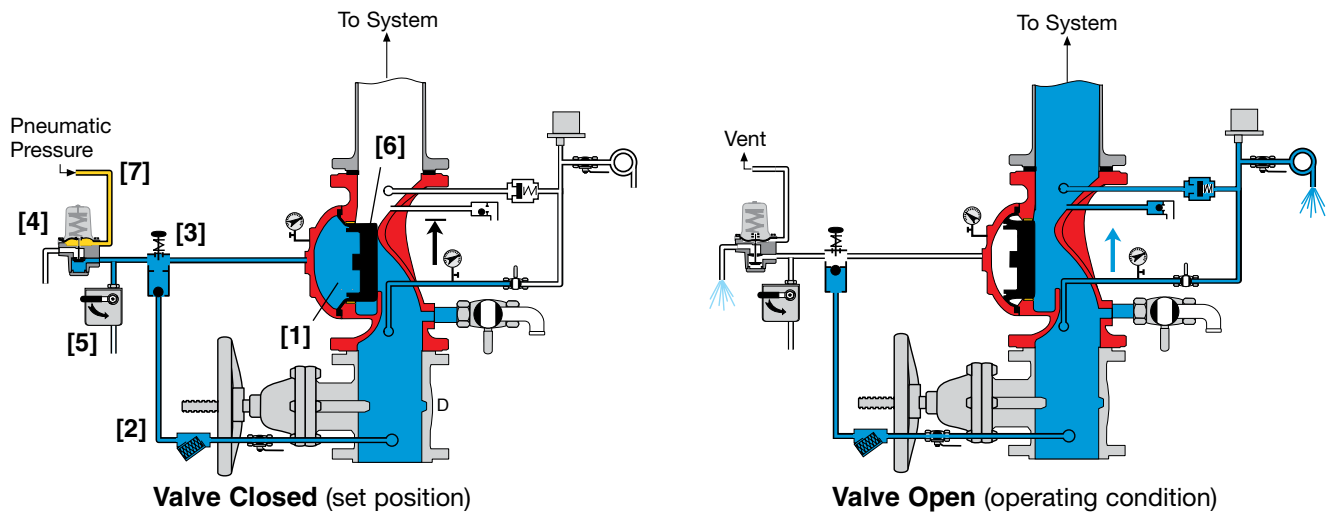 To System
Pneumatic
Pressure
[7]
[6]
[4]
[3]
[1]
[5]
[2]
D
Valve Closed (set position)
To System
Vent
Valve Open (operating condition)